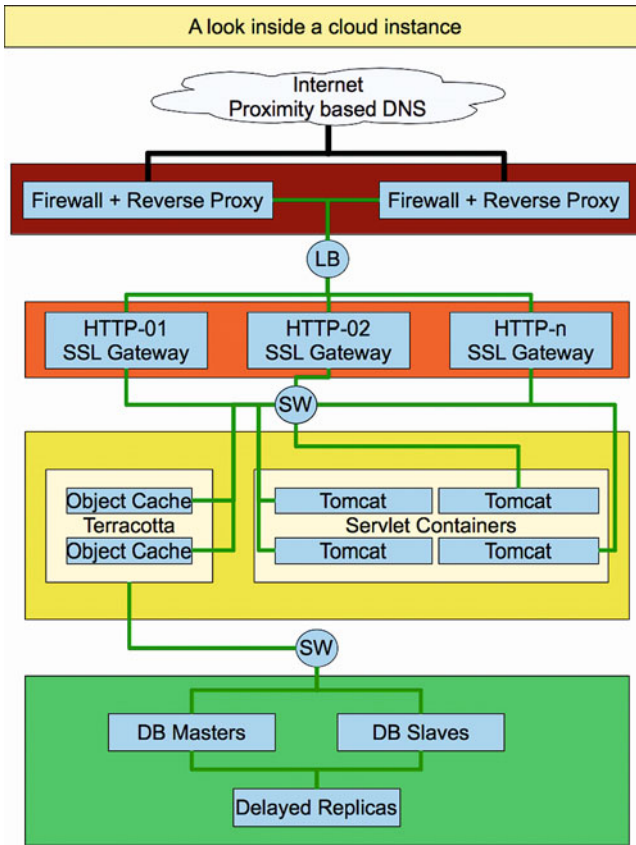 A look inside a cloud instance
Internet
Proximity based DNS
Firewall + Reverse Proxy
Firewall + Reverse Proxy
LB
HTTP-01
SSL Gateway
HTTP-02
SSL Gateway
HTTP-n
SSL Gateway
SW
Object Cache
Terracotta
Object Cache
Tomcat
Tomcat
Servlet Containers
Tomcat
Tomcat
SW
DB Masters
DB Slaves
Delayed Replicas